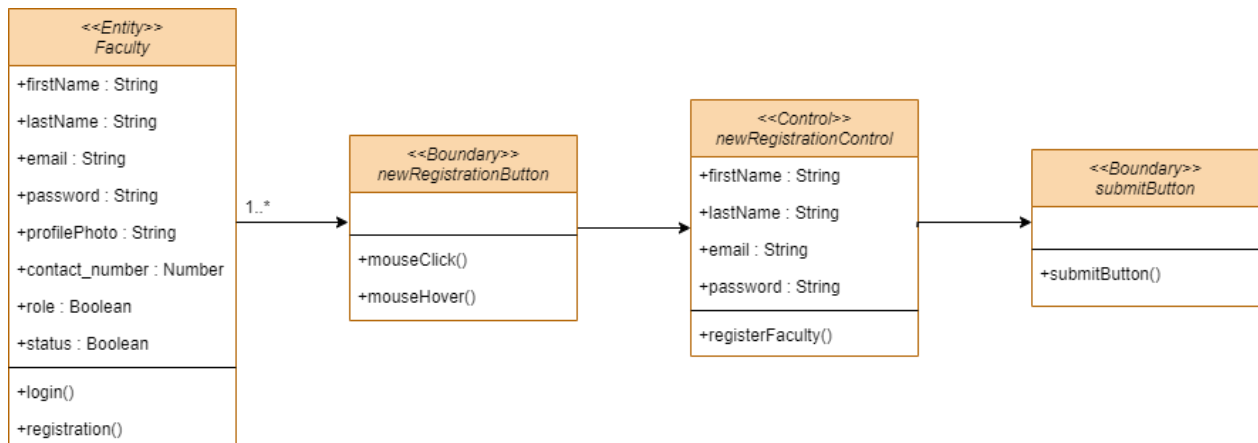 <<Entity>>
Faculty
+firstName : String
+lastName : String
+email : String
+password : String
+profilePhoto : String
+contact_number : Number
+role : Boolean
+status : Boolean
+login()
+registration()
1..*
<<Boundary>>
newRegistrationButton
+mouseClick()
+mouseHover()
<<Control>>
newRegistrationControl
+firstName : String
+lastName : String
+email : String
+password : String
+registerFaculty()
<<Boundary>>
submitButton
+submitButton()